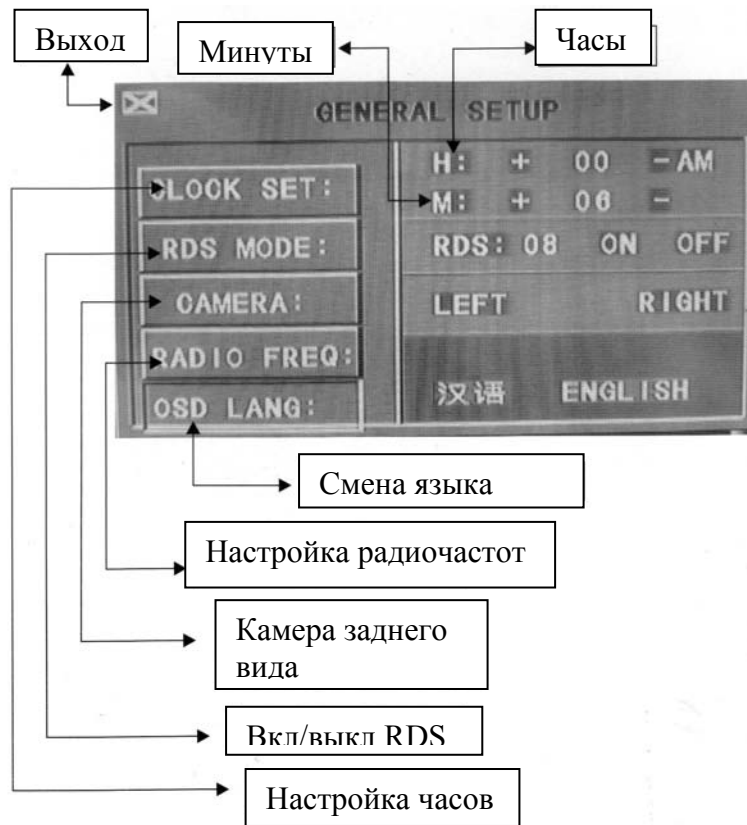 Выход
Минуты
Часы
GENERAL SETUP
CLOCK SET:
H: + 00 - AM
M: + 06 -
RDS MODE:
RDS: 08 ON OFF
CAMERA:
LEFT RIGHT
RADIO FREQ:
OSD LANG:
汉语 ENGLISH
Смена языка
Настройка радиочастот
Камера заднего
вида
Вкл/выкл RDS
Настройка часов